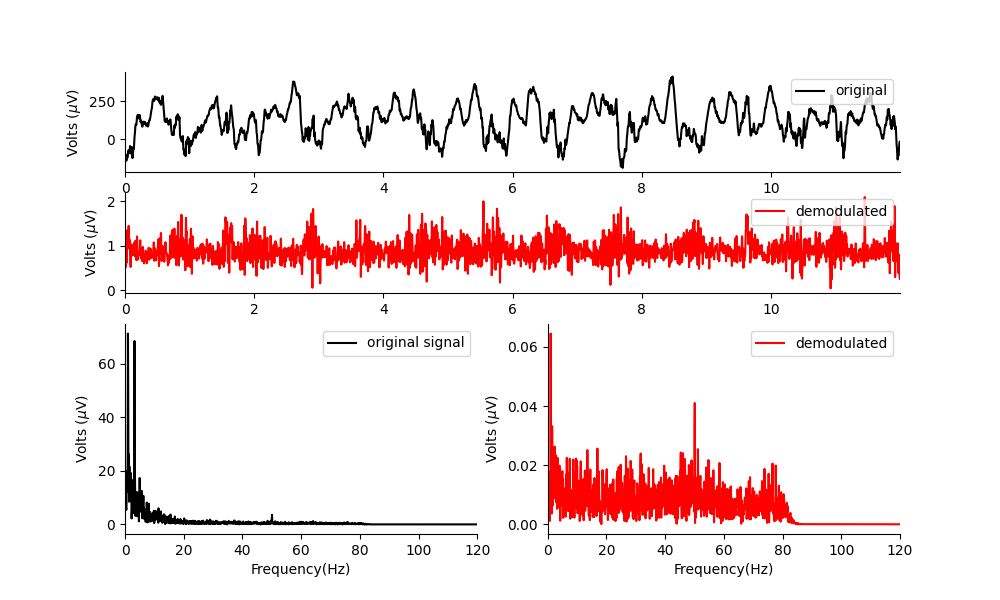 Volts (μV)
250
0
original
0 2 4 6 8 10
Volts (μV)
2
1
0
demodulated
0 2 4 6 8 10
Volts (μV)
60
40
20
0
original signal
0 20 40 60 80 100 120
Frequency(Hz)
Volts (μV)
0.06
0.04
0.02
0.00
demodulated
0 20 40 60 80 100 120
Frequency(Hz)